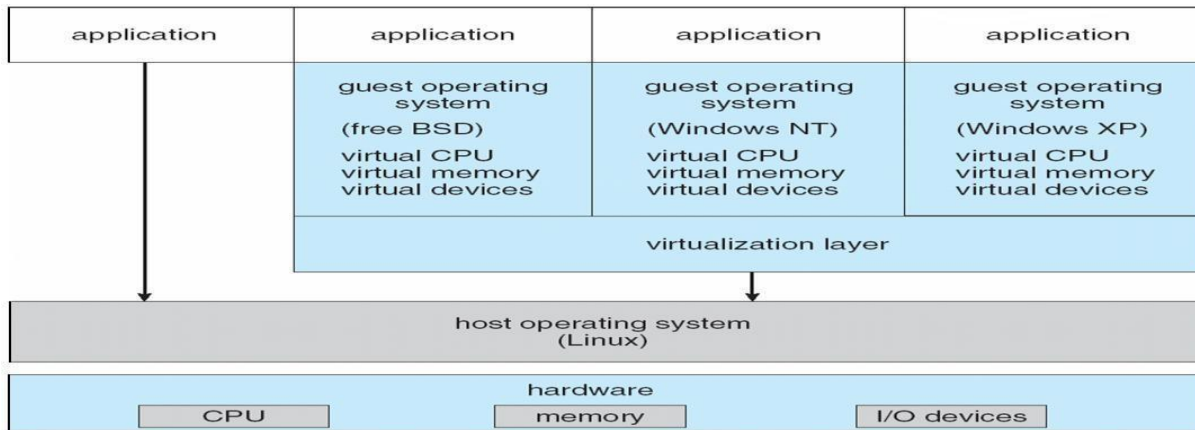 application
application
application
application
guest operating
system
(free BSD)
virtual CPU
virtual memory
virtual devices
guest operating
system
(Windows NT)
virtual CPU
virtual memory
virtual devices
guest operating
system
(Windows XP)
virtual CPU
virtual memory
virtual devices
virtualization layer
host operating system
(Linux)
hardware
CPU
memory
I/O devices